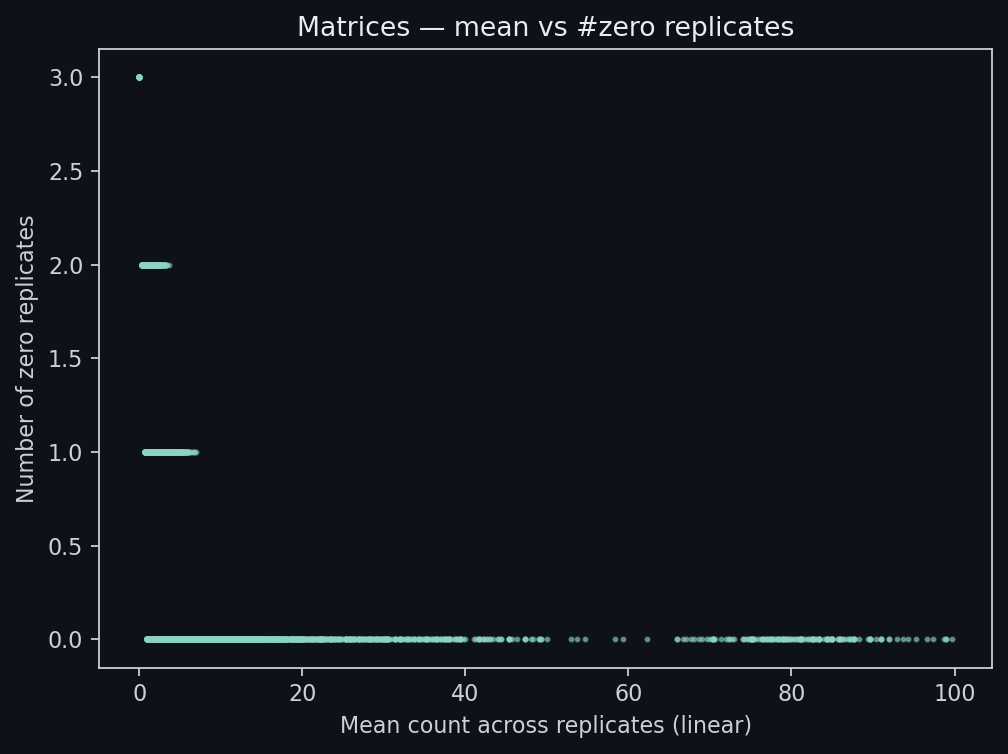 Matrices — mean vs #zero replicates
Number of zero replicates
3.0
2.5
2.0
1.5
1.0
0.5
0.0
0 20 40 60 80 100
Mean count across replicates (linear)